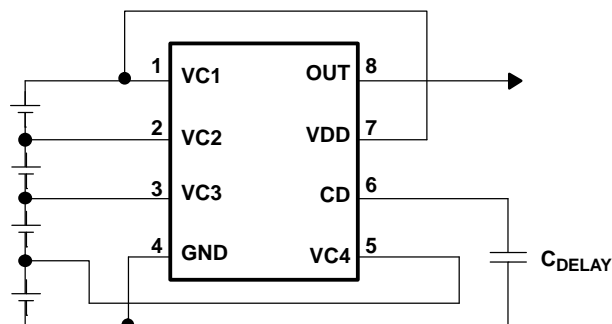 1 VC1 OUT 8
2 VC2 VDD 7
3 VC3 CD 6
4 GND VC4 5
CDELAY